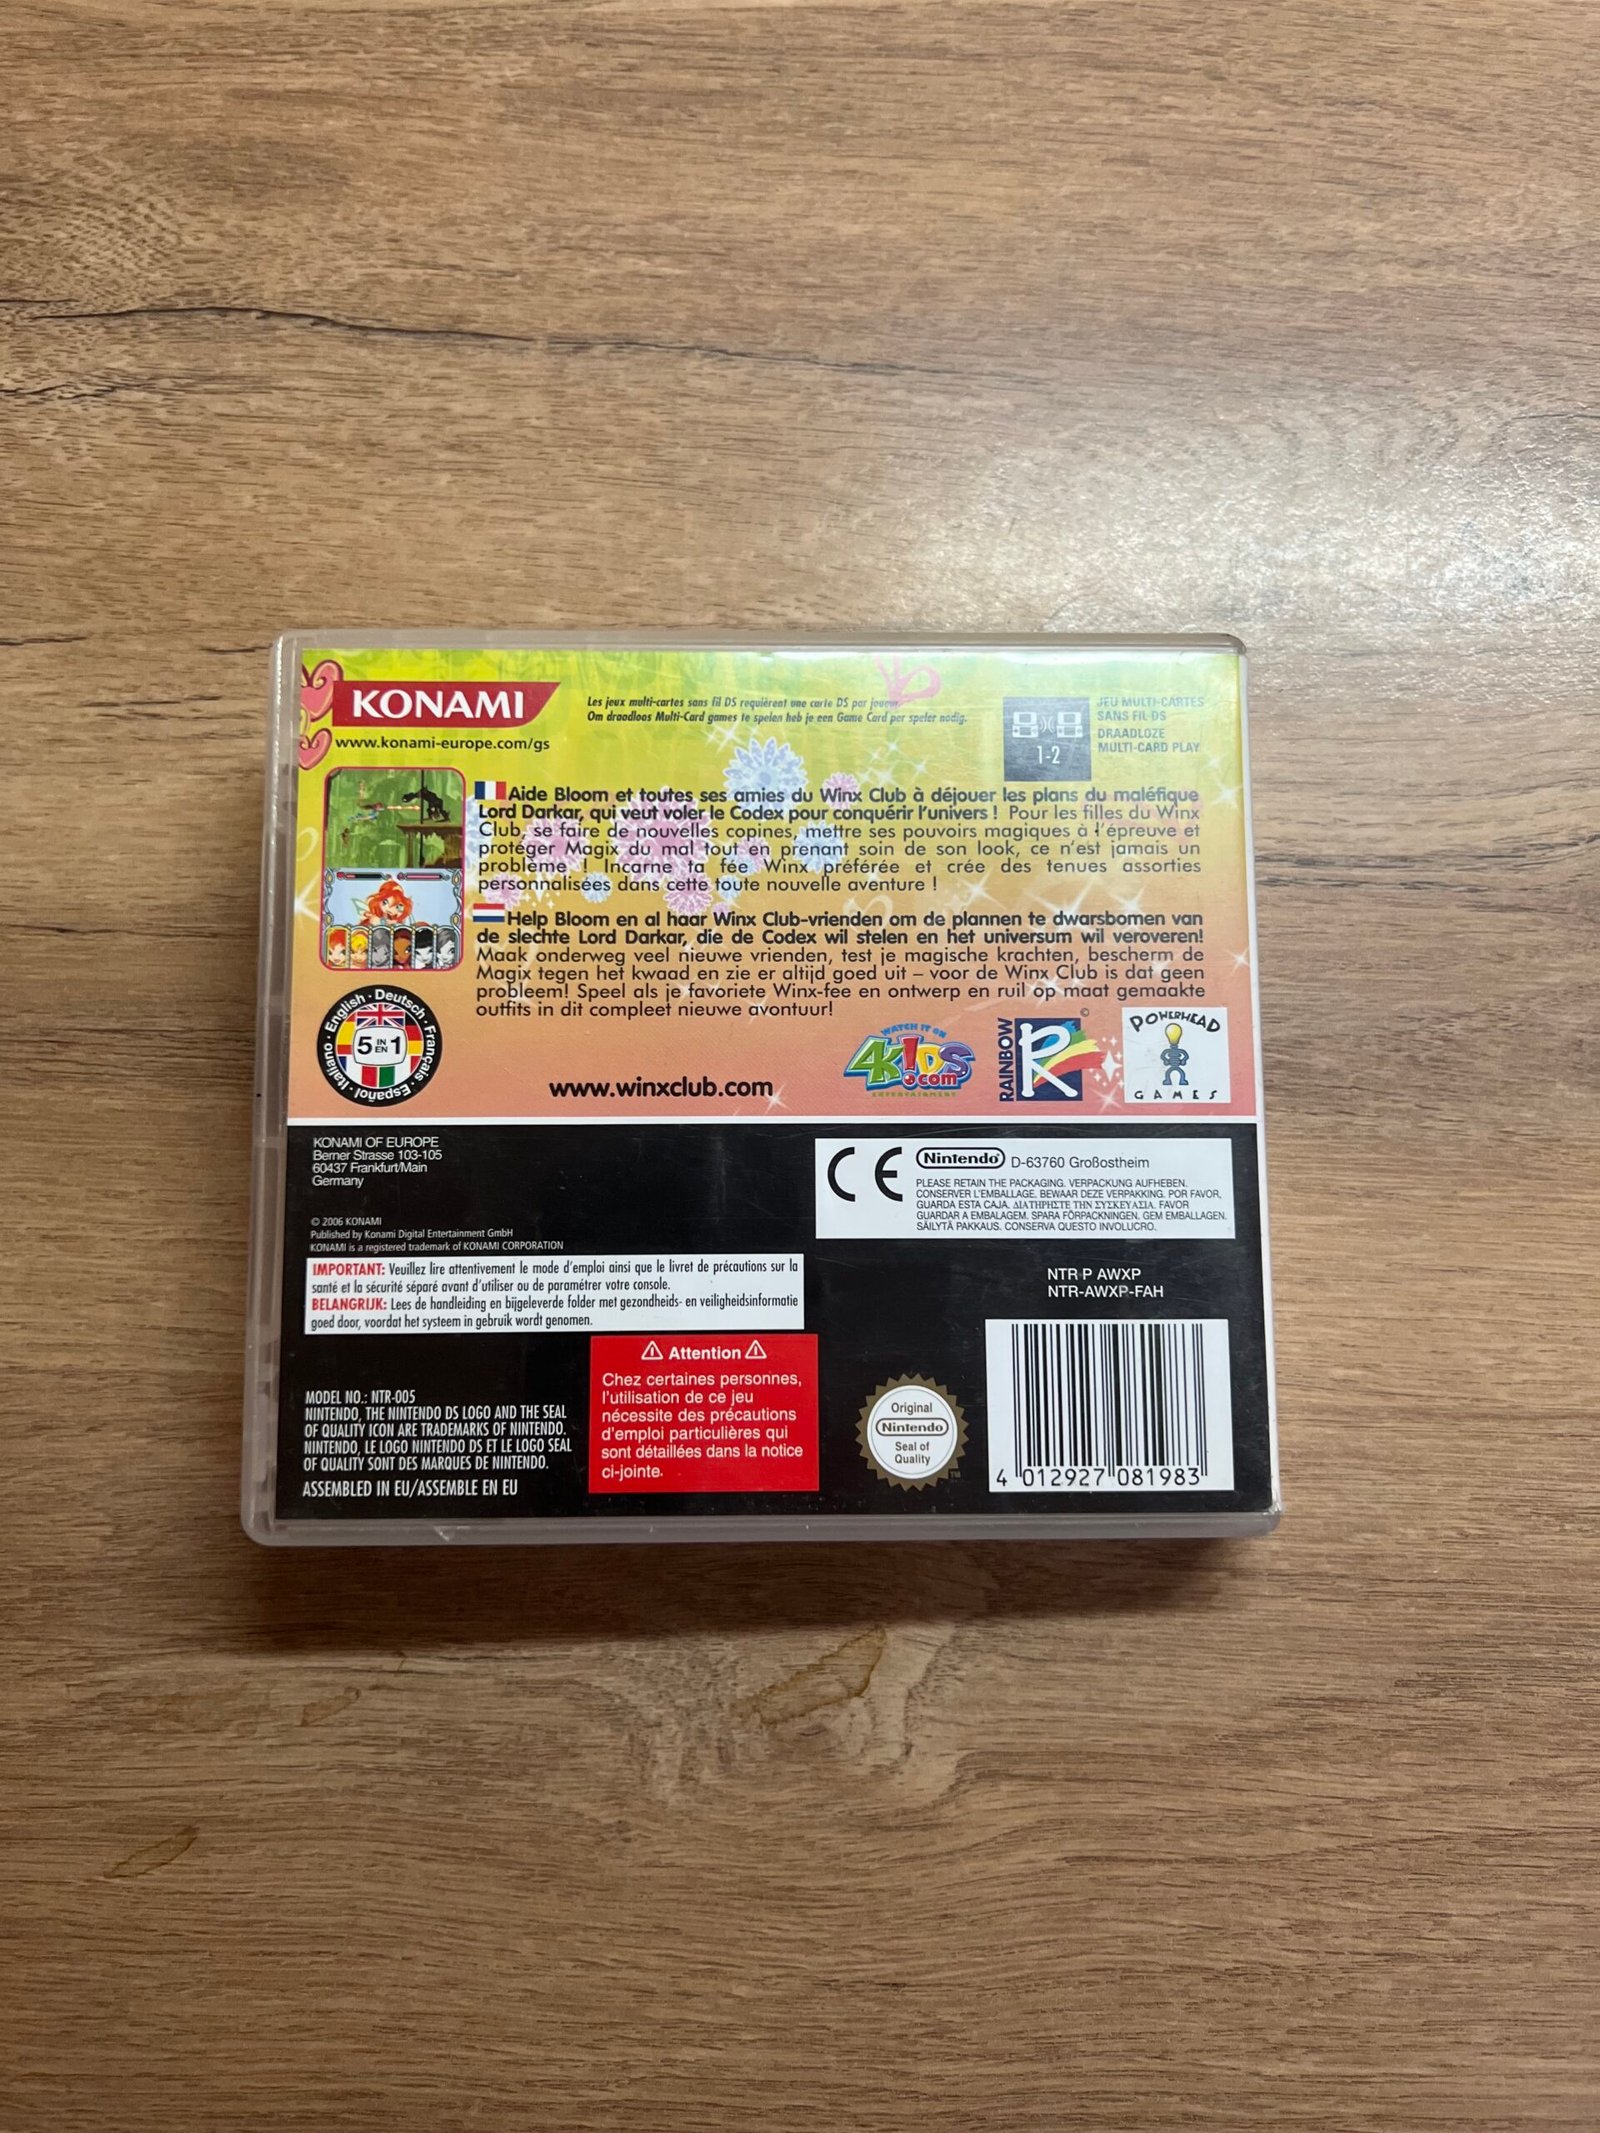 KONAMI
www.konami-europe.com/gs
Les jeux multi-cartes sans fil DS requièrent une carte DS par joueur.
Om draadloos Multi-Card games te spelen heb je een Game Card per speler nodig.
1-2
JEU MULTI-CARTES
SANS FIL DS
DRAADLOZE
MULTI-CARD PLAY
Aide Bloom et toutes ses amies du Winx Club à déjouer les plans du maléfique
Lord Darkar, qui veut voler le Codex pour conquérir l'univers ! Pour les filles du Winx
Club, se faire de nouvelles copines, mettre ses pouvoirs magiques à l'épreuve et
protéger Magix du mal tout en prenant soin de son look, ce n'est jamais un
problème ! Incarne ta fée Winx préférée et crée des tenues assorties
personnalisées dans cette toute nouvelle aventure !
Help Bloom en al haar Winx Club-vrienden om de plannen te dwarsbomen van
de slechte Lord Darkar, die de Codex wil stelen en het universum wil veroveren!
Maak onderweg veel nieuwe vrienden, test je magische krachten, bescherm de
Magix tegen het kwaad en zie er altijd goed uit – voor de Winx Club is dat geen
probleem! Speel als je favoriete Winx-fee en ontwerp en ruil op maat gemaakte
outfits in dit compleet nieuwe avontuur!
English · Deutsch · Français · Español · Italiano ·
5 IN EN 1
www.winxclub.com
WATCH IT ON
4KiDS
.com
ENTERTAINMENT
RAINBOW
R
©
POWERHEAD
GAMES
KONAMI OF EUROPE
Berner Strasse 103-105
60437 Frankfurt/Main
Germany
© 2006 KONAMI
Published by Konami Digital Entertainment GmbH
KONAMI is a registered trademark of KONAMI CORPORATION
CE
Nintendo D-63760 Großostheim
PLEASE RETAIN THE PACKAGING. VERPACKUNG AUFHEBEN.
CONSERVER L'EMBALLAGE. BEWAAR DEZE VERPAKKING. POR FAVOR,
GUARDA ESTA CAJA. ΔΙΑΤΗΡΗΣΤΕ ΤΗΝ ΣΥΣΚΕΥΑΣΙΑ. FAVOR
GUARDAR A EMBALAGEM. SPARA FÖRPACKNINGEN. GEM EMBALLAGEN.
SÄILYTÄ PAKKAUS. CONSERVA QUESTO INVOLUCRO.
IMPORTANT: Veuillez lire attentivement le mode d'emploi ainsi que le livret de précautions sur la
santé et la sécurité séparé avant d'utiliser ou de paramétrer votre console.
BELANGRIJK: Lees de handleiding en bijgeleverde folder met gezondheids- en veiligheidsinformatie
goed door, voordat het systeem in gebruik wordt genomen.
NTR P AWXP
NTR-AWXP-FAH
Attention
Chez certaines personnes,
l'utilisation de ce jeu
nécessite des précautions
d'emploi particulières qui
sont détaillées dans la notice
ci-jointe.
MODEL NO.: NTR-005
NINTENDO, THE NINTENDO DS LOGO AND THE SEAL
OF QUALITY ICON ARE TRADEMARKS OF NINTENDO.
NINTENDO, LE LOGO NINTENDO DS ET LE LOGO SEAL
OF QUALITY SONT DES MARQUES DE NINTENDO.
ASSEMBLED IN EU/ASSEMBLE EN EU
Original
Nintendo
Seal of
Quality
TM
4 012927 081983